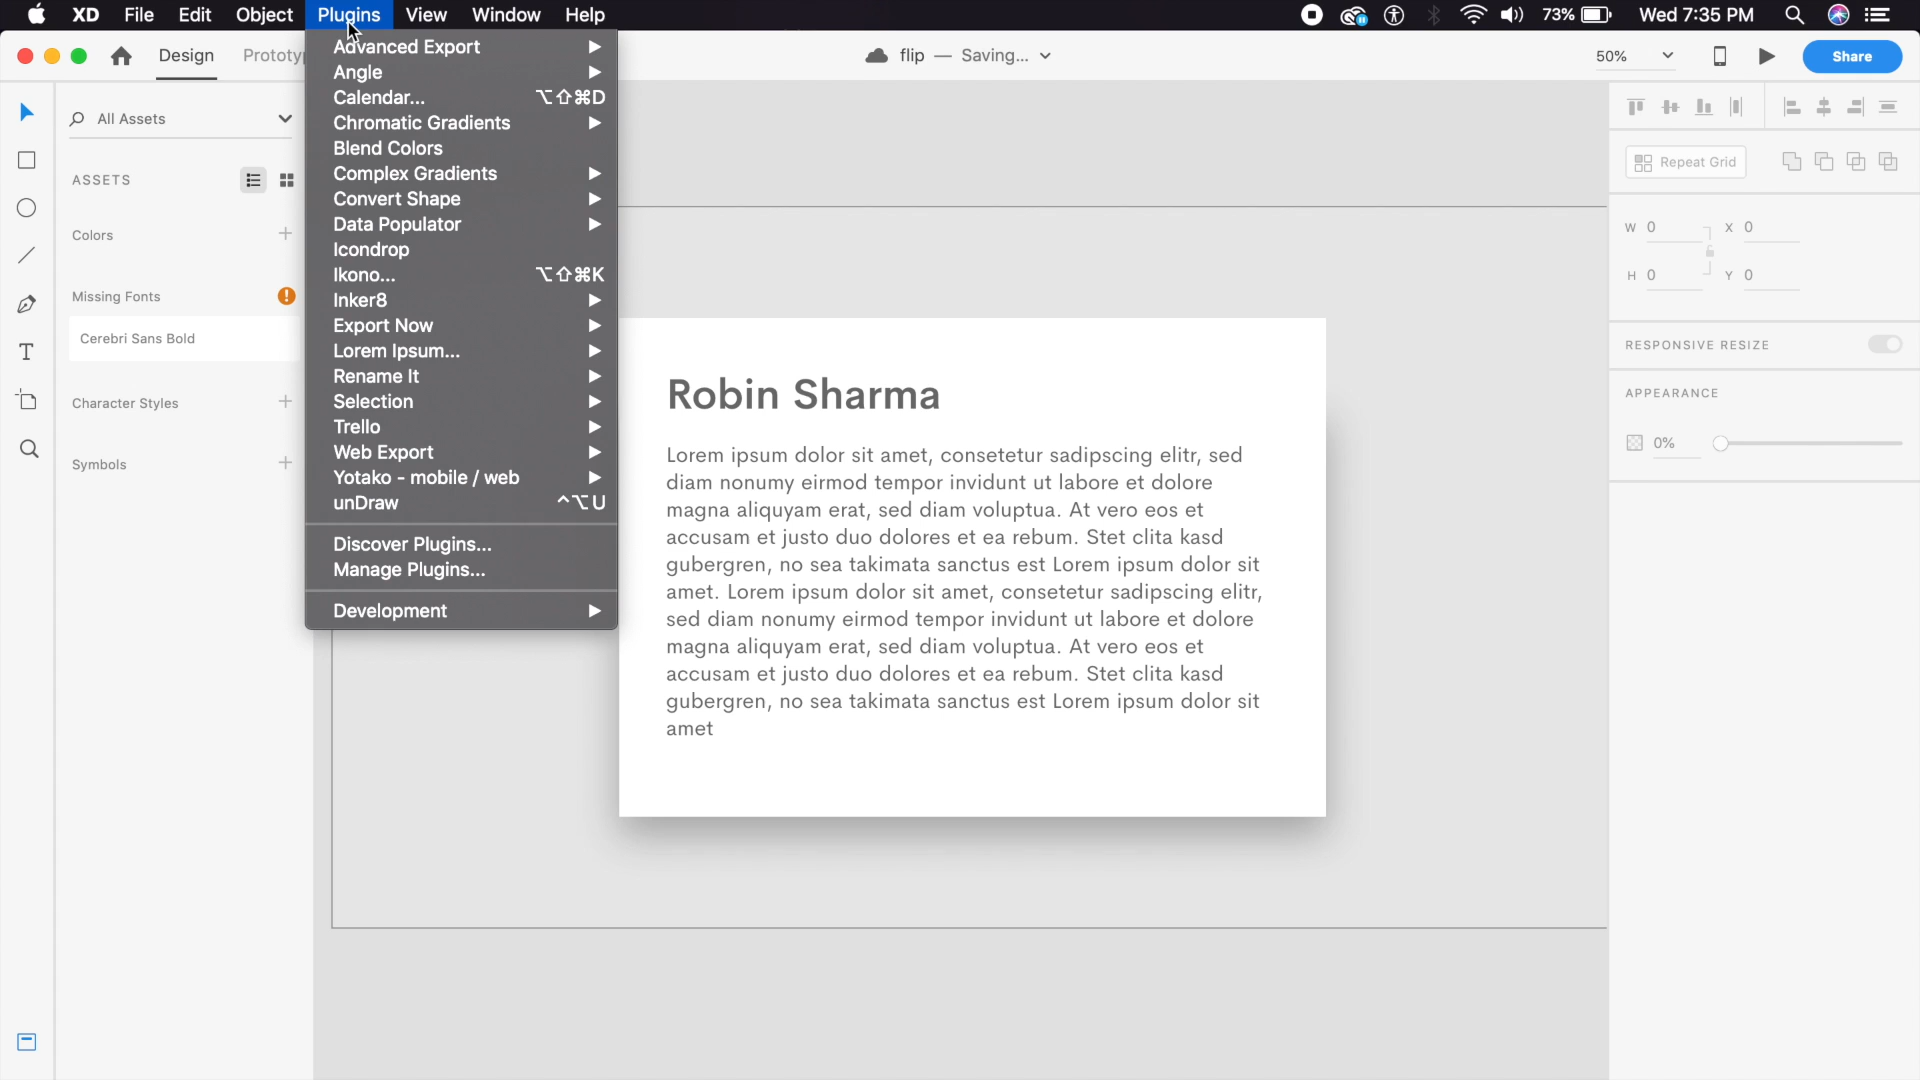 XD File Edit Object Plugins View Window Help 73% Wed 7:35 PM
Design flip — Saving... 50% Share
All Assets
ASSETS
Colors +
Missing Fonts
Cerebri Sans Bold
Character Styles +
Symbols +
T
Advanced Export
Angle
Calendar... ⌥⇧⌘D
Chromatic Gradients
Blend Colors
Complex Gradients
Convert Shape
Data Populator
Icondrop
Ikono... ⌥⇧⌘K
Inker8
Export Now
Lorem Ipsum...
Rename It
Selection
Trello
Web Export
Yotako - mobile / web
unDraw ^⌥U
Discover Plugins...
Manage Plugins...
Development
Robin Sharma
Lorem ipsum dolor sit amet, consetetur sadipscing elitr, sed
diam nonumy eirmod tempor invidunt ut labore et dolore
magna aliquyam erat, sed diam voluptua. At vero eos et
accusam et justo duo dolores et ea rebum. Stet clita kasd
gubergren, no sea takimata sanctus est Lorem ipsum dolor sit
amet. Lorem ipsum dolor sit amet, consetetur sadipscing elitr,
sed diam nonumy eirmod tempor invidunt ut labore et dolore
magna aliquyam erat, sed diam voluptua. At vero eos et
accusam et justo duo dolores et ea rebum. Stet clita kasd
gubergren, no sea takimata sanctus est Lorem ipsum dolor sit
amet
Repeat Grid
W 0 X 0
H 0 Y 0
RESPONSIVE RESIZE
APPEARANCE
0%